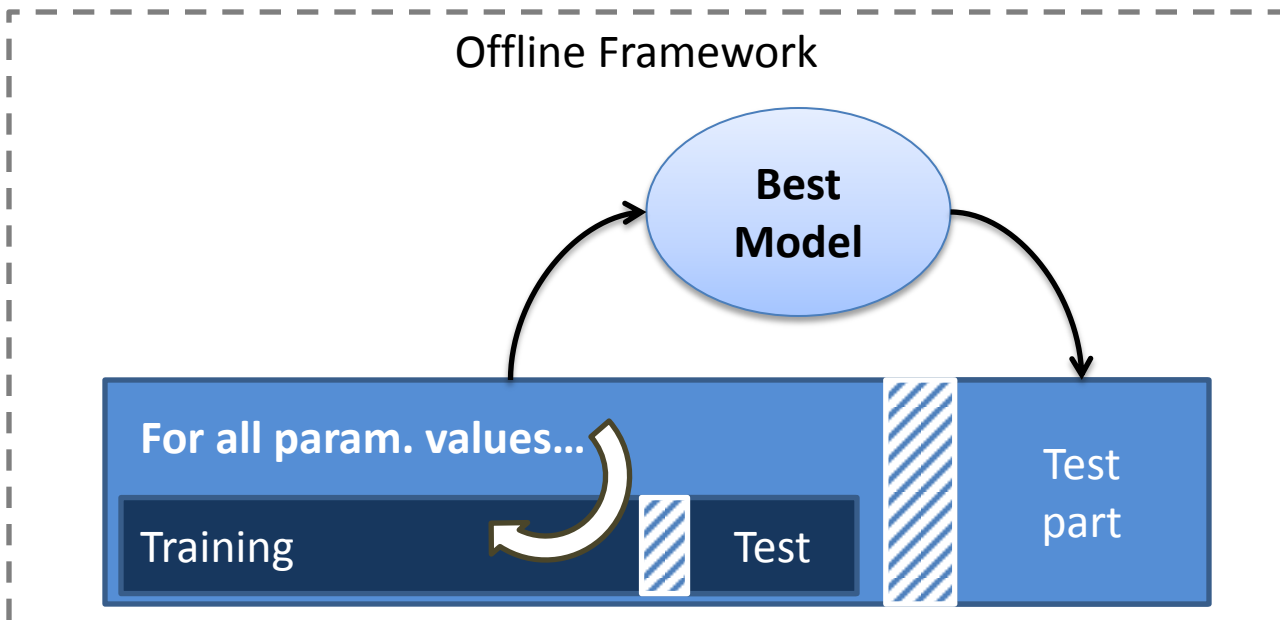 Offline Framework
Best
Model
For all param. values…
Training
Test
Test
part